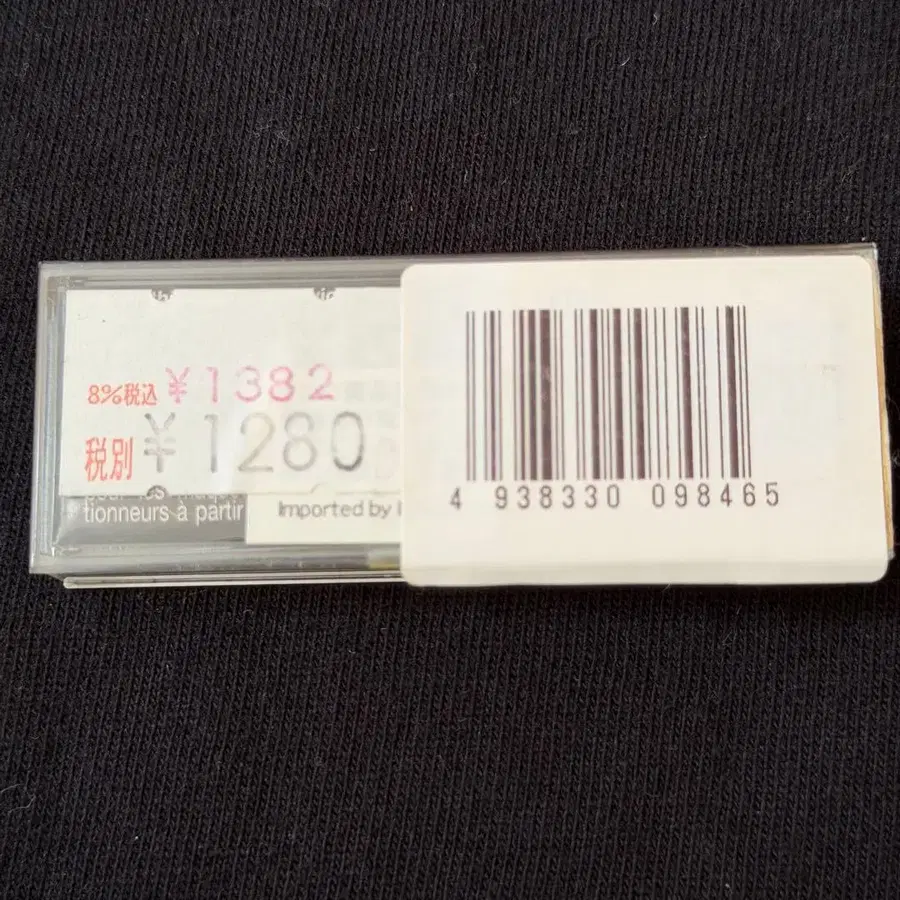 8%税込 ¥1382
税別 ¥1280
tionneurs à partir
Imported by
4 938330 098465